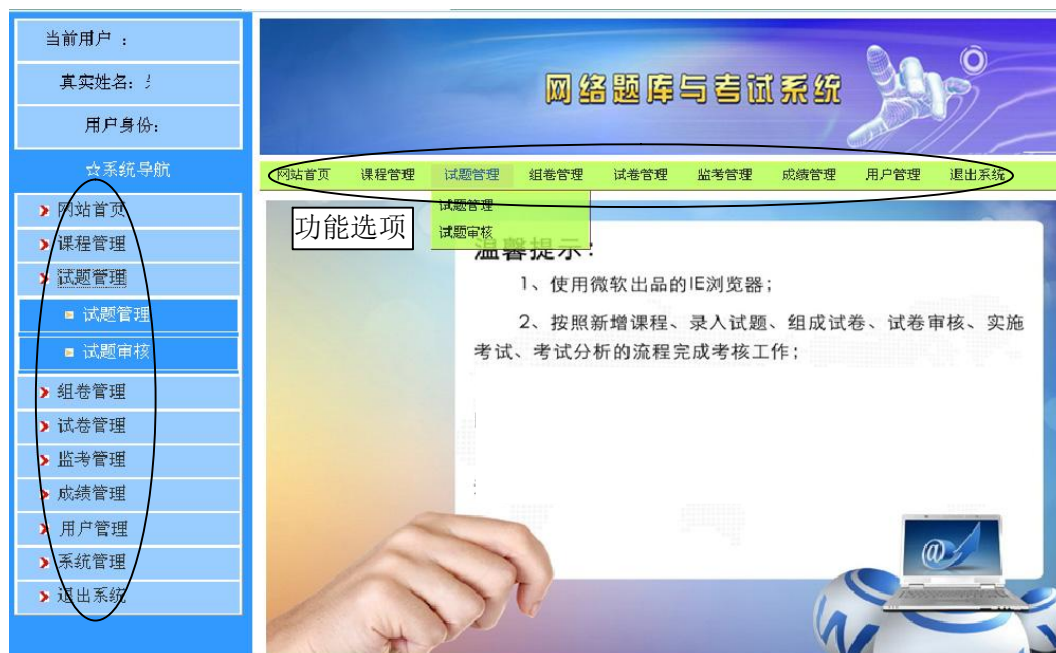 当前用户 ：
真实姓名：
用户身份:
☆系统导航
网站首页
课程管理
试题管理
试题管理
试题审核
组卷管理
试卷管理
监考管理
成绩管理
用户管理
系统管理
退出系统
网络题库与考试系统
网站首页 课程管理 试题管理 组卷管理 试卷管理 监考管理 成绩管理 用户管理 退出系统
试题管理
试题审核
功能选项
温馨提示：
1、使用微软出品的IE浏览器；
2、按照新增课程、录入试题、组成试卷、试卷审核、实施
考试、考试分析的流程完成考核工作；
@